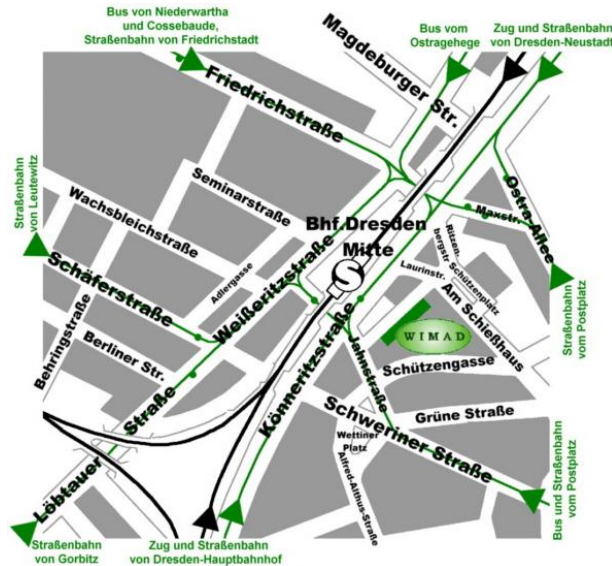 Bus von Niederwartha
und Cossebaude,
Straßenbahn von Friedrichstadt
Bus vom
Ostragehege
Zug und Straßenbahn
von Dresden-Neustadt
Magdeburger Str.
Friedrichstraße
Straßenbahn
von Leutewitz
Seminarstraße
Wachsbleichstraße
Bhf.Dresden
Mitte
S
Maxstr.
Ostra-Allee
Ritzen-
bergstr.
Schützenplatz
Laurinstr.
Am Schießhaus
Schäferstraße
Adlergasse
Weißeritzstraße
Straßenbahn
vom Postplatz
Behringstraße
Berliner Str.
Könneritzstraße
Jahnstraße
WIMAD
Schützengasse
Grüne Straße
Schweriner Straße
Wettiner
Platz
Alfred-Althus-Straße
Löbtauer Straße
Bus und Straßenbahn
vom Postplatz
Straßenbahn
von Gorbitz
Zug und Straßenbahn
von Dresden-Hauptbahnhof